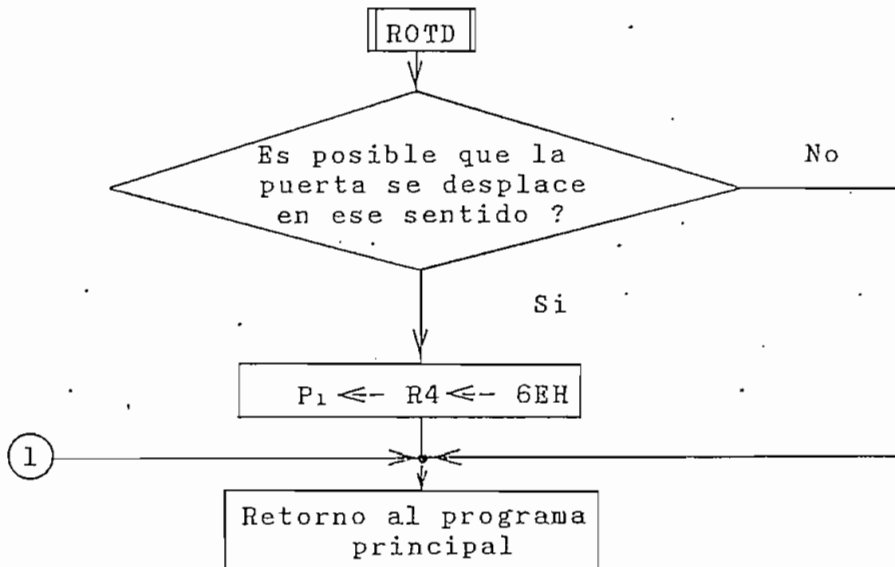 ROTD
Es posible que la
puerta se desplace
en ese sentido ?
No
Si
P1 <- R4 <- 6EH
1
Retorno al programa
principal